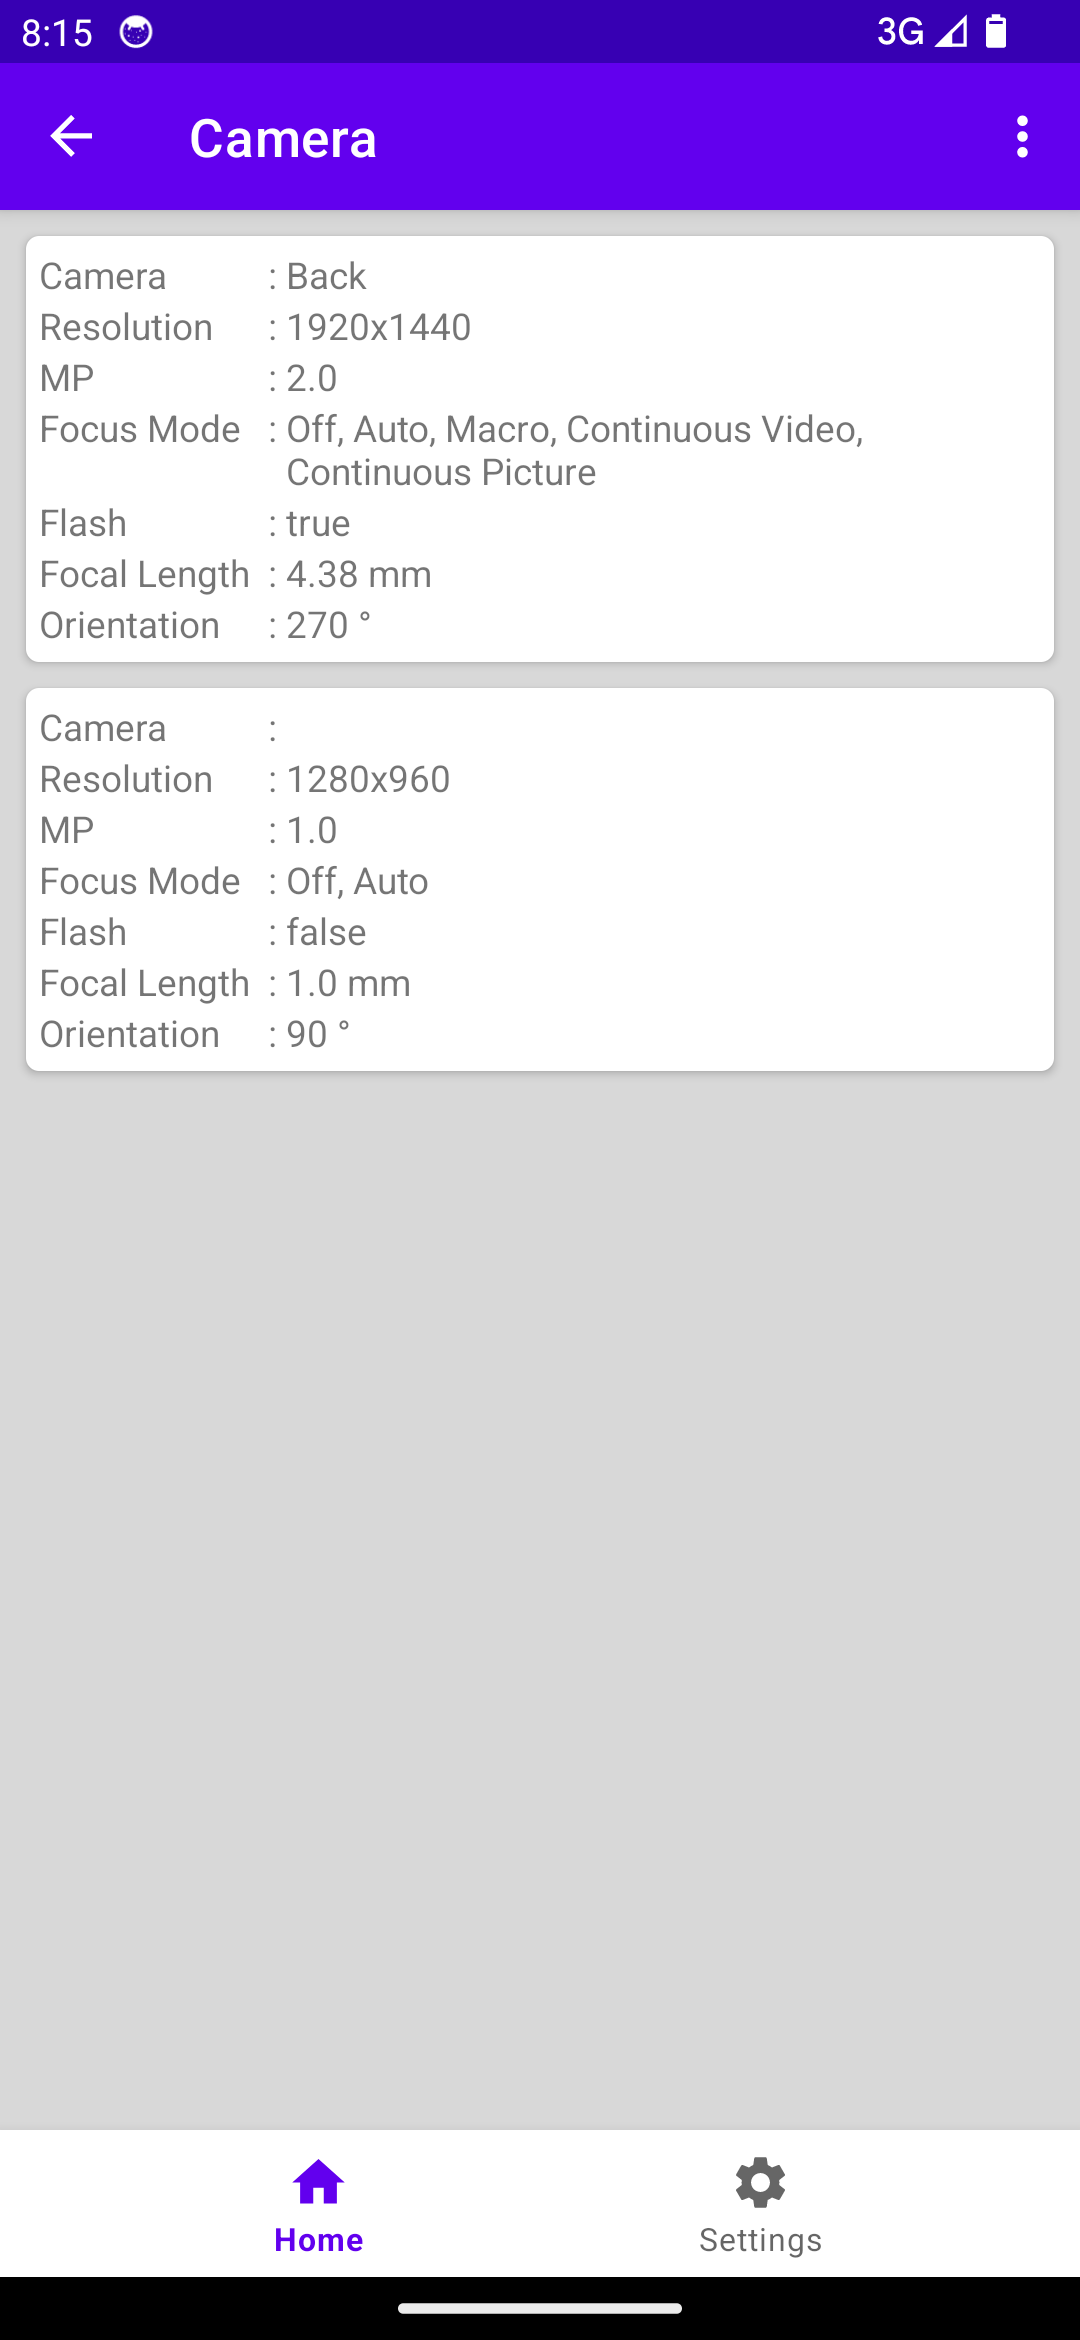 8:15 3G
Camera
Camera : Back
Resolution : 1920x1440
MP : 2.0
Focus Mode : Off, Auto, Macro, Continuous Video,
Continuous Picture
Flash : true
Focal Length : 4.38 mm
Orientation : 270 °
Camera :
Resolution : 1280x960
MP : 1.0
Focus Mode : Off, Auto
Flash : false
Focal Length : 1.0 mm
Orientation : 90 °
Home Settings